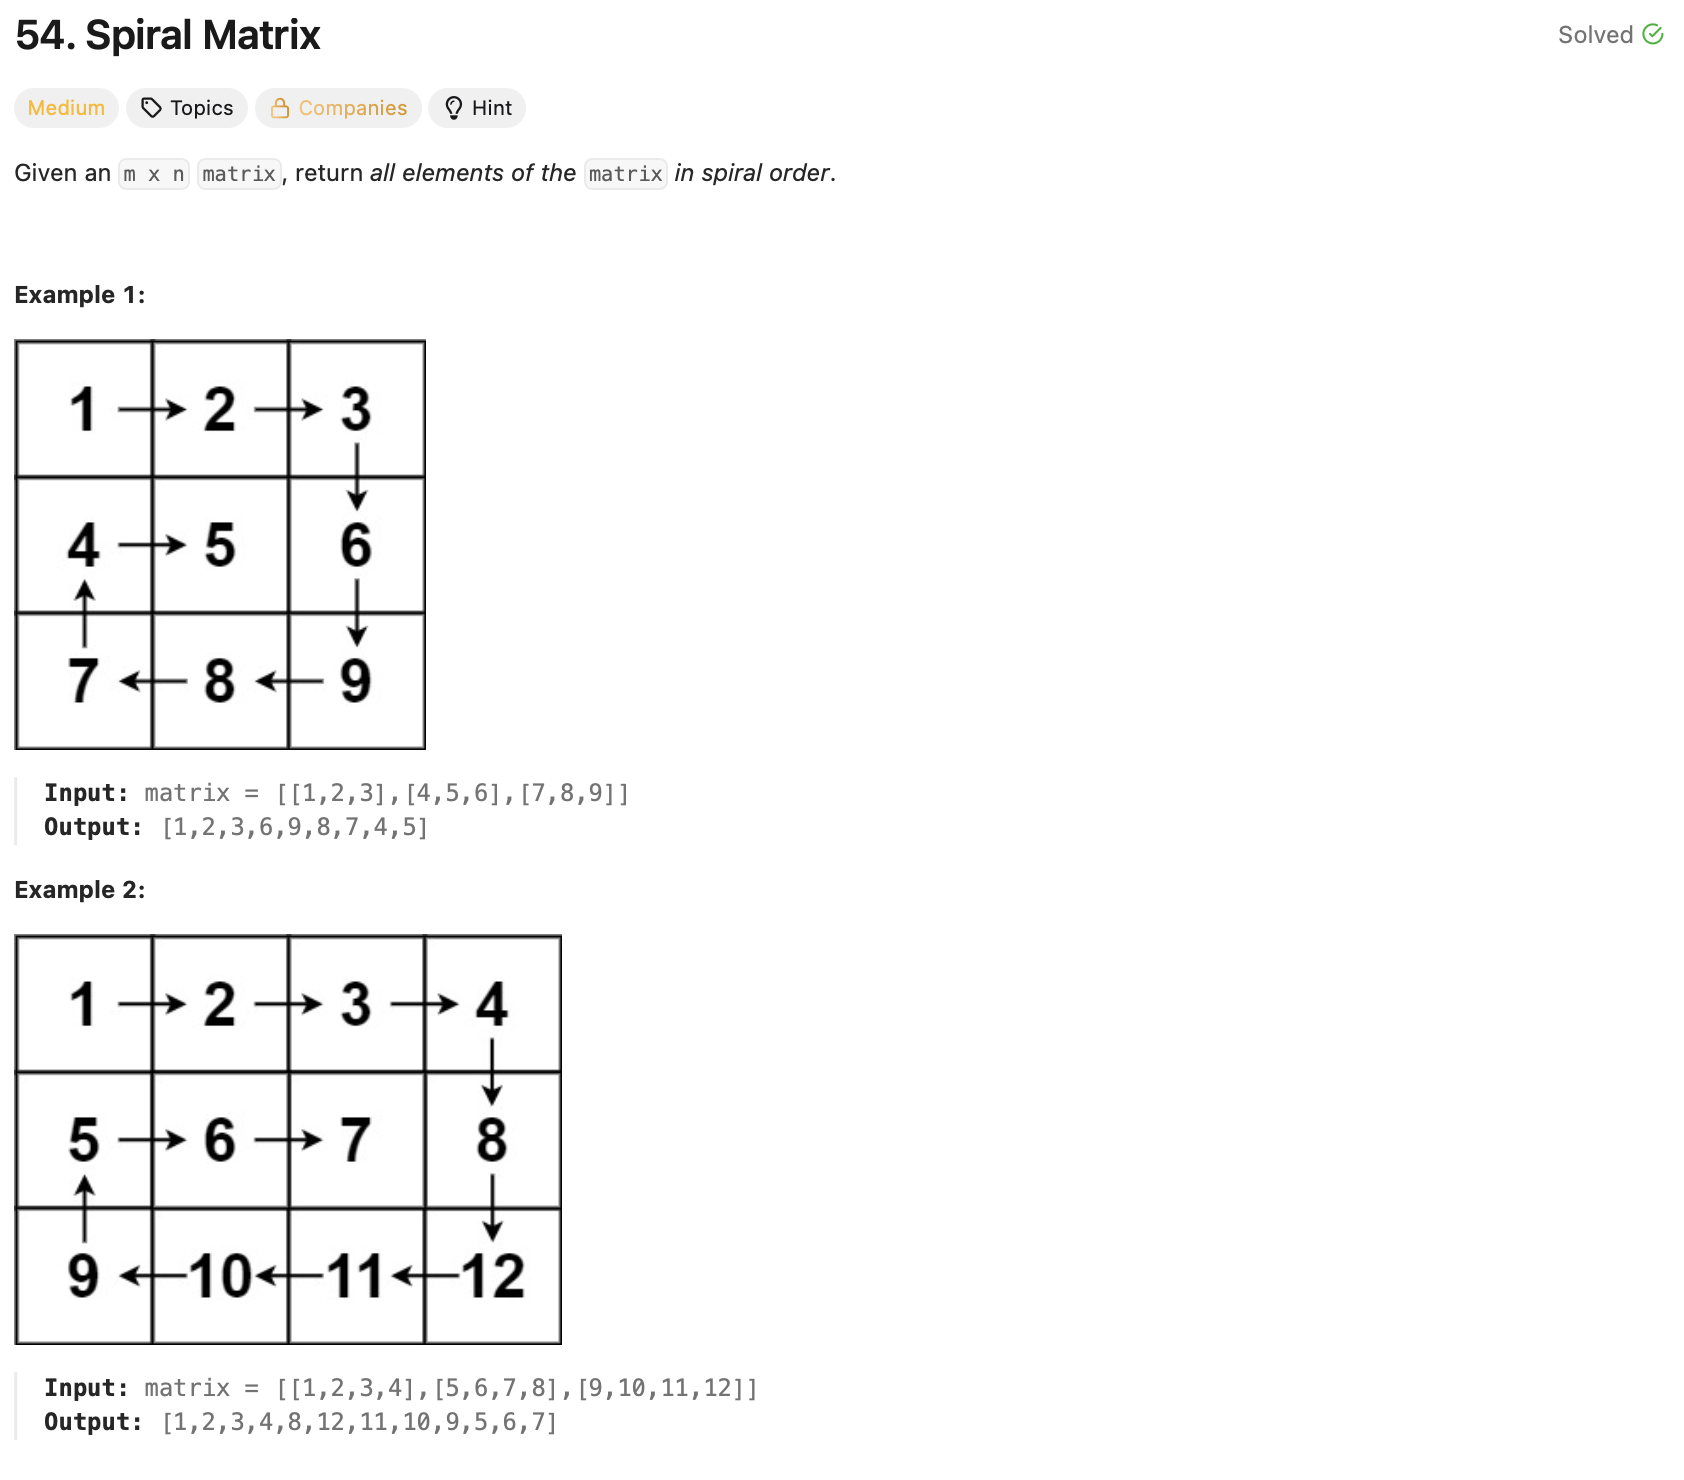 54. Spiral Matrix
Solved
Medium Topics Companies Hint
Given an m x n matrix, return all elements of the matrix in spiral order.
Example 1:
1 2 3
4 5 6
7 8 9
Input: matrix = [[1,2,3],[4,5,6],[7,8,9]]
Output: [1,2,3,6,9,8,7,4,5]
Example 2:
1 2 3 4
5 6 7 8
9 10 11 12
Input: matrix = [[1,2,3,4],[5,6,7,8],[9,10,11,12]]
Output: [1,2,3,4,8,12,11,10,9,5,6,7]